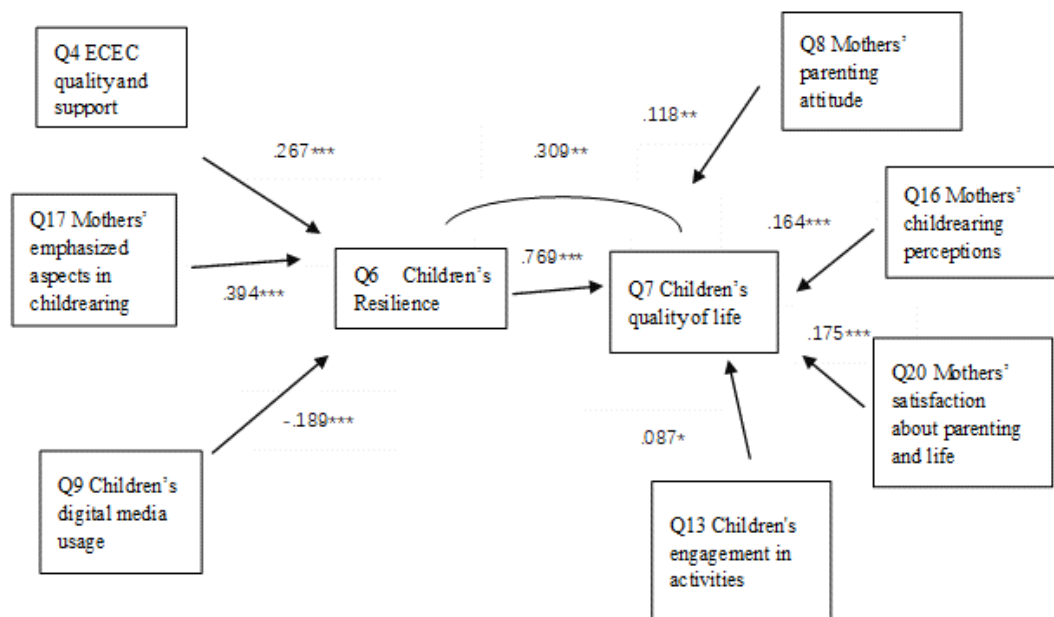 Q4 ECEC
quality and
support
Q8 Mothers’
parenting
attitude
.118**
.267***
.309**
Q17 Mothers’
emphasized
aspects in
childrearing
.394***
Q6 Children’s
Resilience
.769***
Q7 Children’s
quality of life
.164***
Q16 Mothers’
childrearing
perceptions
.175***
Q20 Mothers’
satisfaction
about parenting
and life
-.189***
.087*
Q9 Children’s
digital media
usage
Q13 Children's
engagement in
activities